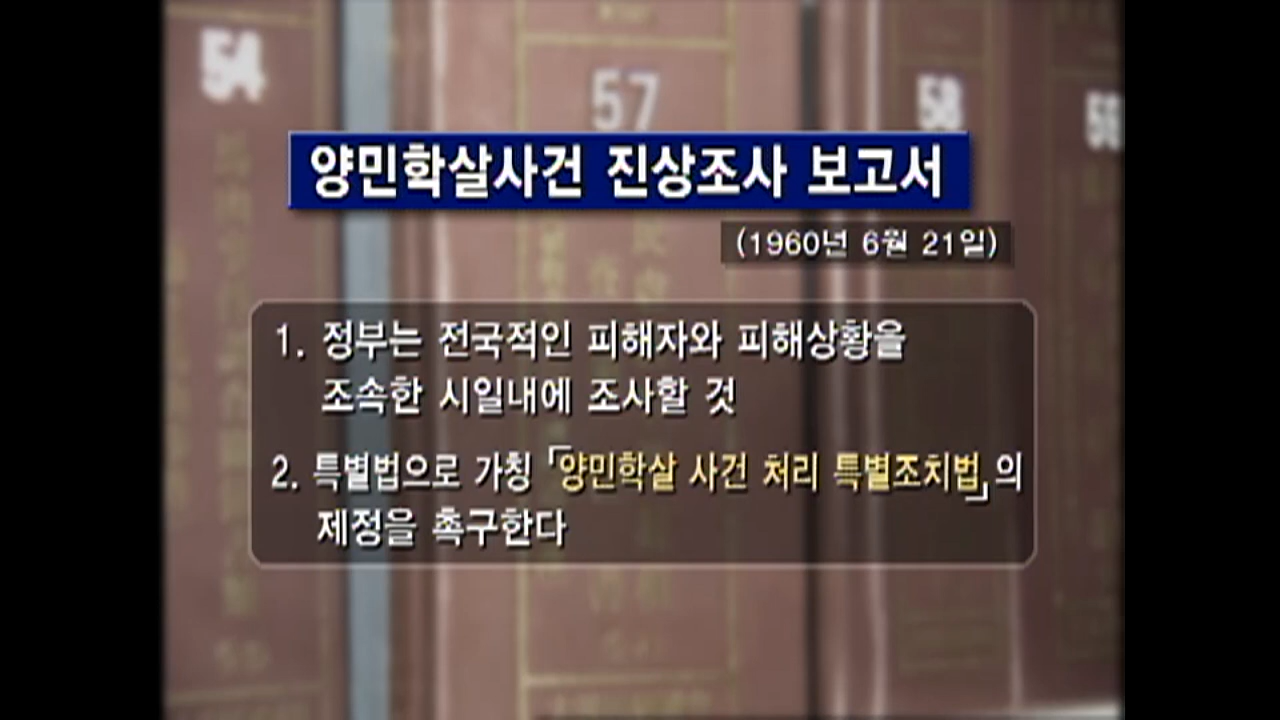 54
57
58
양민학살사건 진상조사 보고서
(1960년 6월 21일)
1. 정부는 전국적인 피해자와 피해상황을
조속한 시일내에 조사할 것
2. 특별법으로 가칭 「양민학살 사건 처리 특별조치법」의
제정을 촉구한다